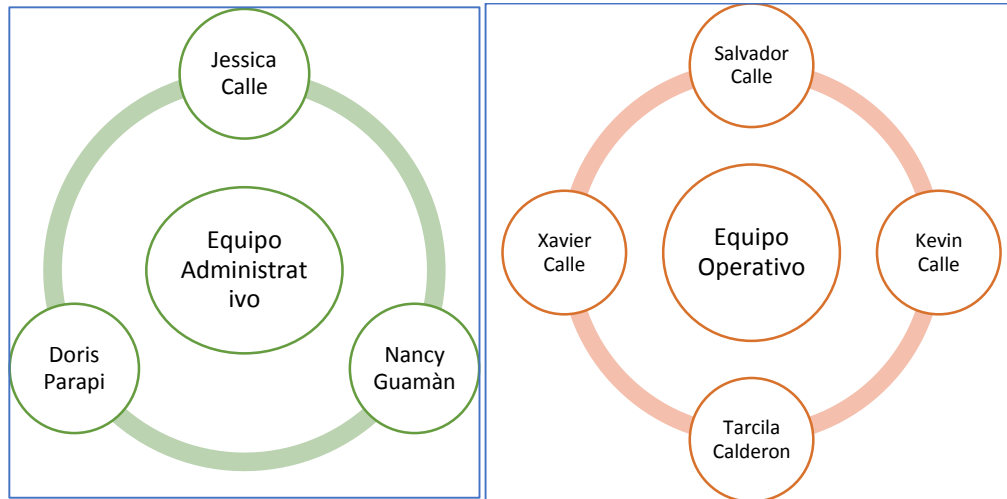 Jessica
Calle
Equipo
Administrat
ivo
Doris
Parapi
Nancy
Guamàn
Salvador
Calle
Xavier
Calle
Equipo
Operativo
Kevin
Calle
Tarcila
Calderon